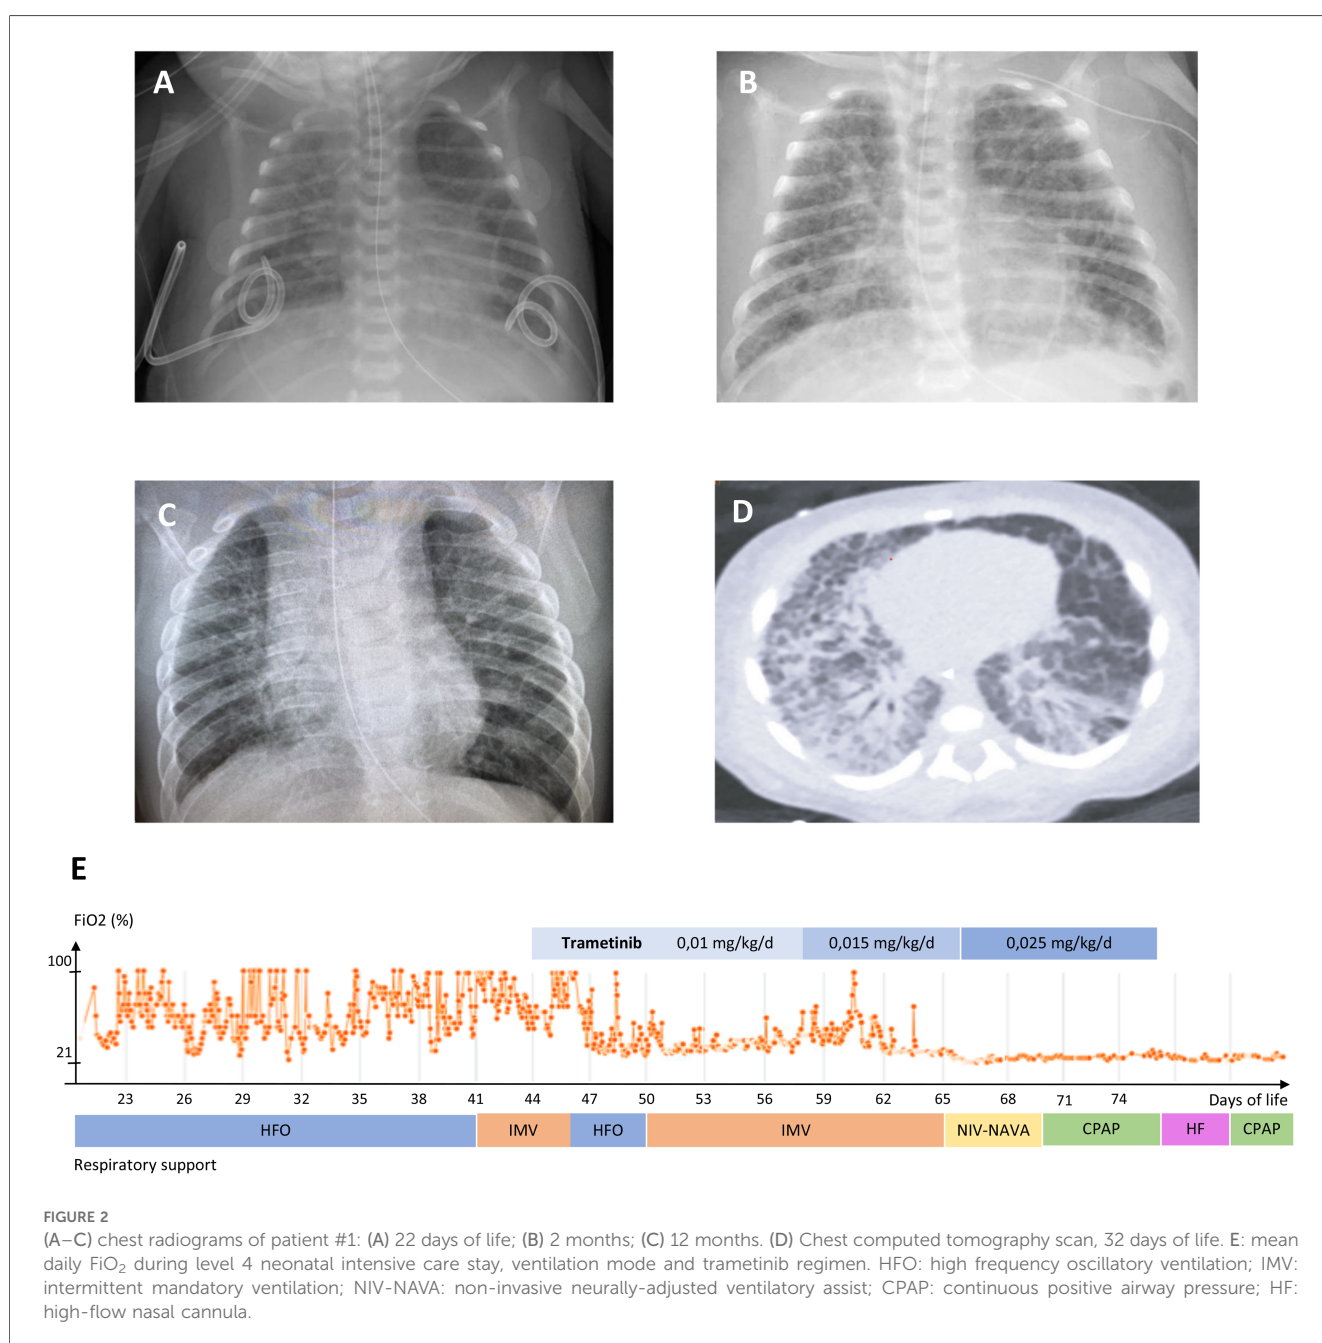 A
B
C
D
E
FiO2 (%)
Trametinib 0,01 mg/kg/d 0,015 mg/kg/d 0,025 mg/kg/d
100
21
23 26 29 32 35 38 41 44 47 50 53 56 59 62 65 68 71 74 Days of life
HFO IMV HFO IMV NIV-NAVA CPAP HF CPAP
Respiratory support
FIGURE 2
(A–C) chest radiograms of patient #1: (A) 22 days of life; (B) 2 months; (C) 12 months. (D) Chest computed tomography scan, 32 days of life. E: mean
daily FiO₂ during level 4 neonatal intensive care stay, ventilation mode and trametinib regimen. HFO: high frequency oscillatory ventilation; IMV:
intermittent mandatory ventilation; NIV-NAVA: non-invasive neurally-adjusted ventilatory assist; CPAP: continuous positive airway pressure; HF:
high-flow nasal cannula.